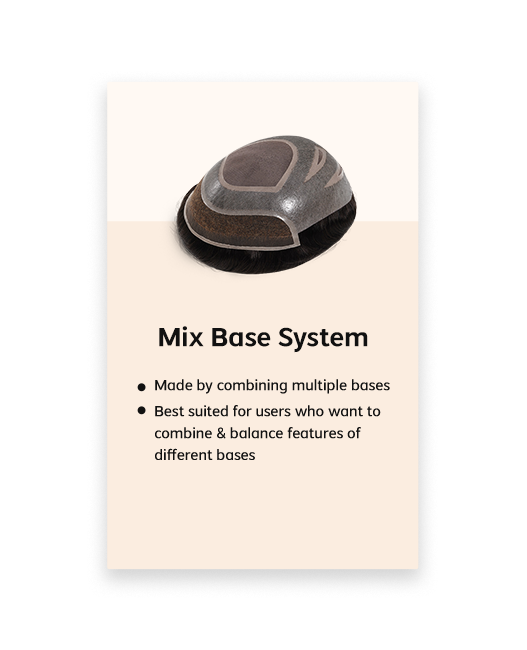 Mix Base System
● Made by combining multiple bases
● Best suited for users who want to
combine & balance features of
different bases